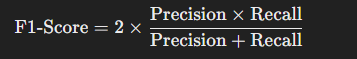 F1-Score = 2 × Precision × Recall / Precision + Recall